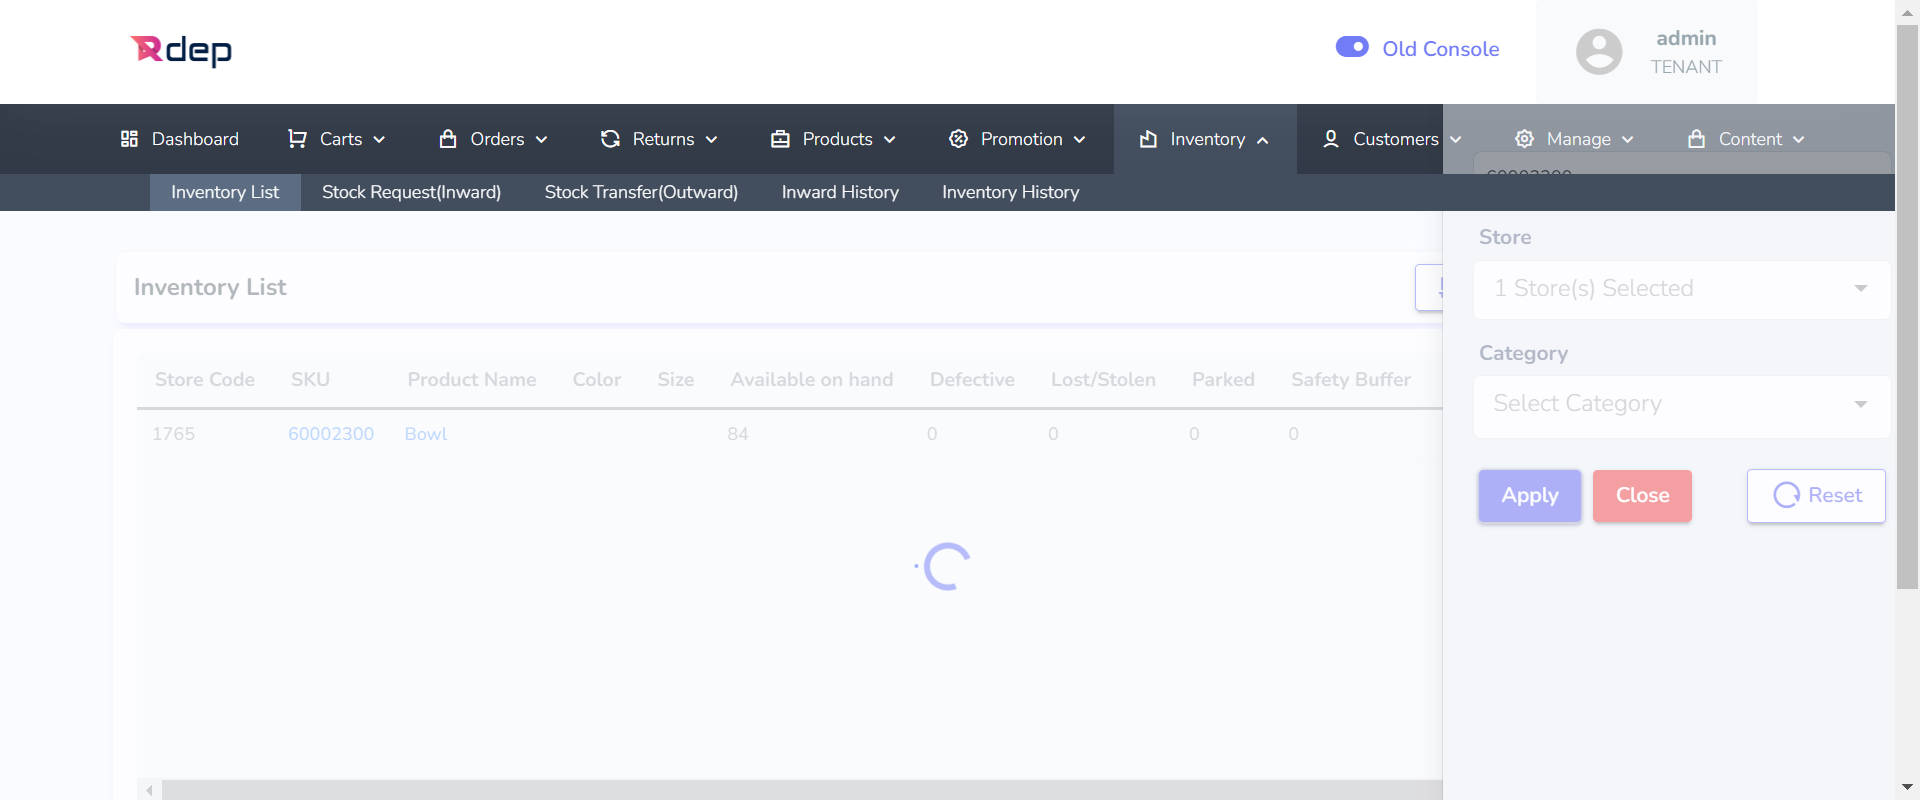 Rdep
Old Console
admin
TENANT
Dashboard
Carts
Orders
Returns
Products
Promotion
Inventory
Customers
Manage
Content
Inventory List
Stock Request(Inward)
Stock Transfer(Outward)
Inward History
Inventory History
Inventory List
Store
1 Store(s) Selected
Category
Select Category
Apply
Close
Reset
Store Code SKU Product Name Color Size Available on hand Defective Lost/Stolen Parked Safety Buffer
1765 60002300 Bowl 84 0 0 0 0